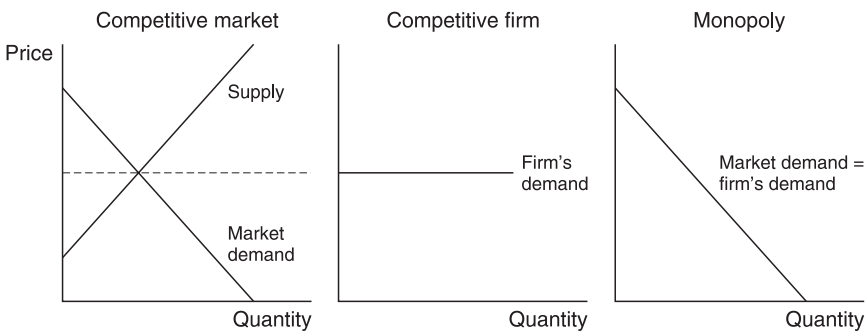 Competitive market
Price
Supply
Market
demand
Quantity
Competitive firm
Firm's
demand
Quantity
Monopoly
Market demand =
firm's demand
Quantity